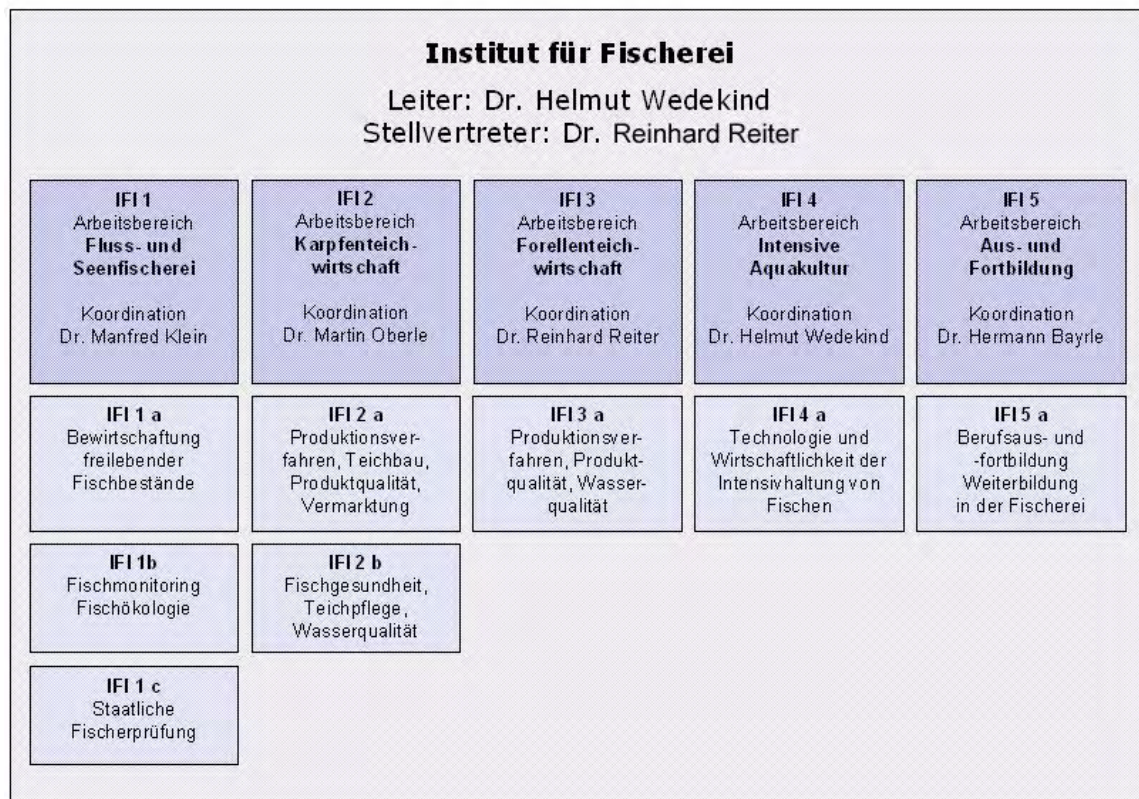 Institut für Fischerei
Leiter: Dr. Helmut Wedekind
Stellvertreter: Dr. Reinhard Reiter
IFI 1
Arbeitsbereich
Fluss- und
Seenfischerei
Koordination
Dr. Manfred Klein
IFI 2
Arbeitsbereich
Karpfenteich-
wirtschaft
Koordination
Dr. Martin Oberle
IFI 3
Arbeitsbereich
Forellenteich-
wirtschaft
Koordination
Dr. Reinhard Reiter
IFI 4
Arbeitsbereich
Intensive
Aquakultur
Koordination
Dr. Helmut Wedekind
IFI 5
Arbeitsbereich
Aus- und
Fortbildung
Koordination
Dr. Hermann Bayrle
IFI 1 a
Bewirtschaftung
freilebender
Fischbestände
IFI 2 a
Produktionsver-
fahren, Teichbau,
Produktqualität,
Vermarktung
IFI 3 a
Produktionsver-
fahren, Produkt-
qualität, Wasser-
qualität
IFI 4 a
Technologie und
Wirtschaftlichkeit der
Intensivhaltung von
Fischen
IFI 5 a
Berufsaus- und
-fortbildung
Weiterbildung
in der Fischerei
IFI 1b
Fischmonitoring
Fischökologie
IFI 2 b
Fischgesundheit,
Teichpflege,
Wasserqualität
IFI 1 c
Staatliche
Fischerprüfung